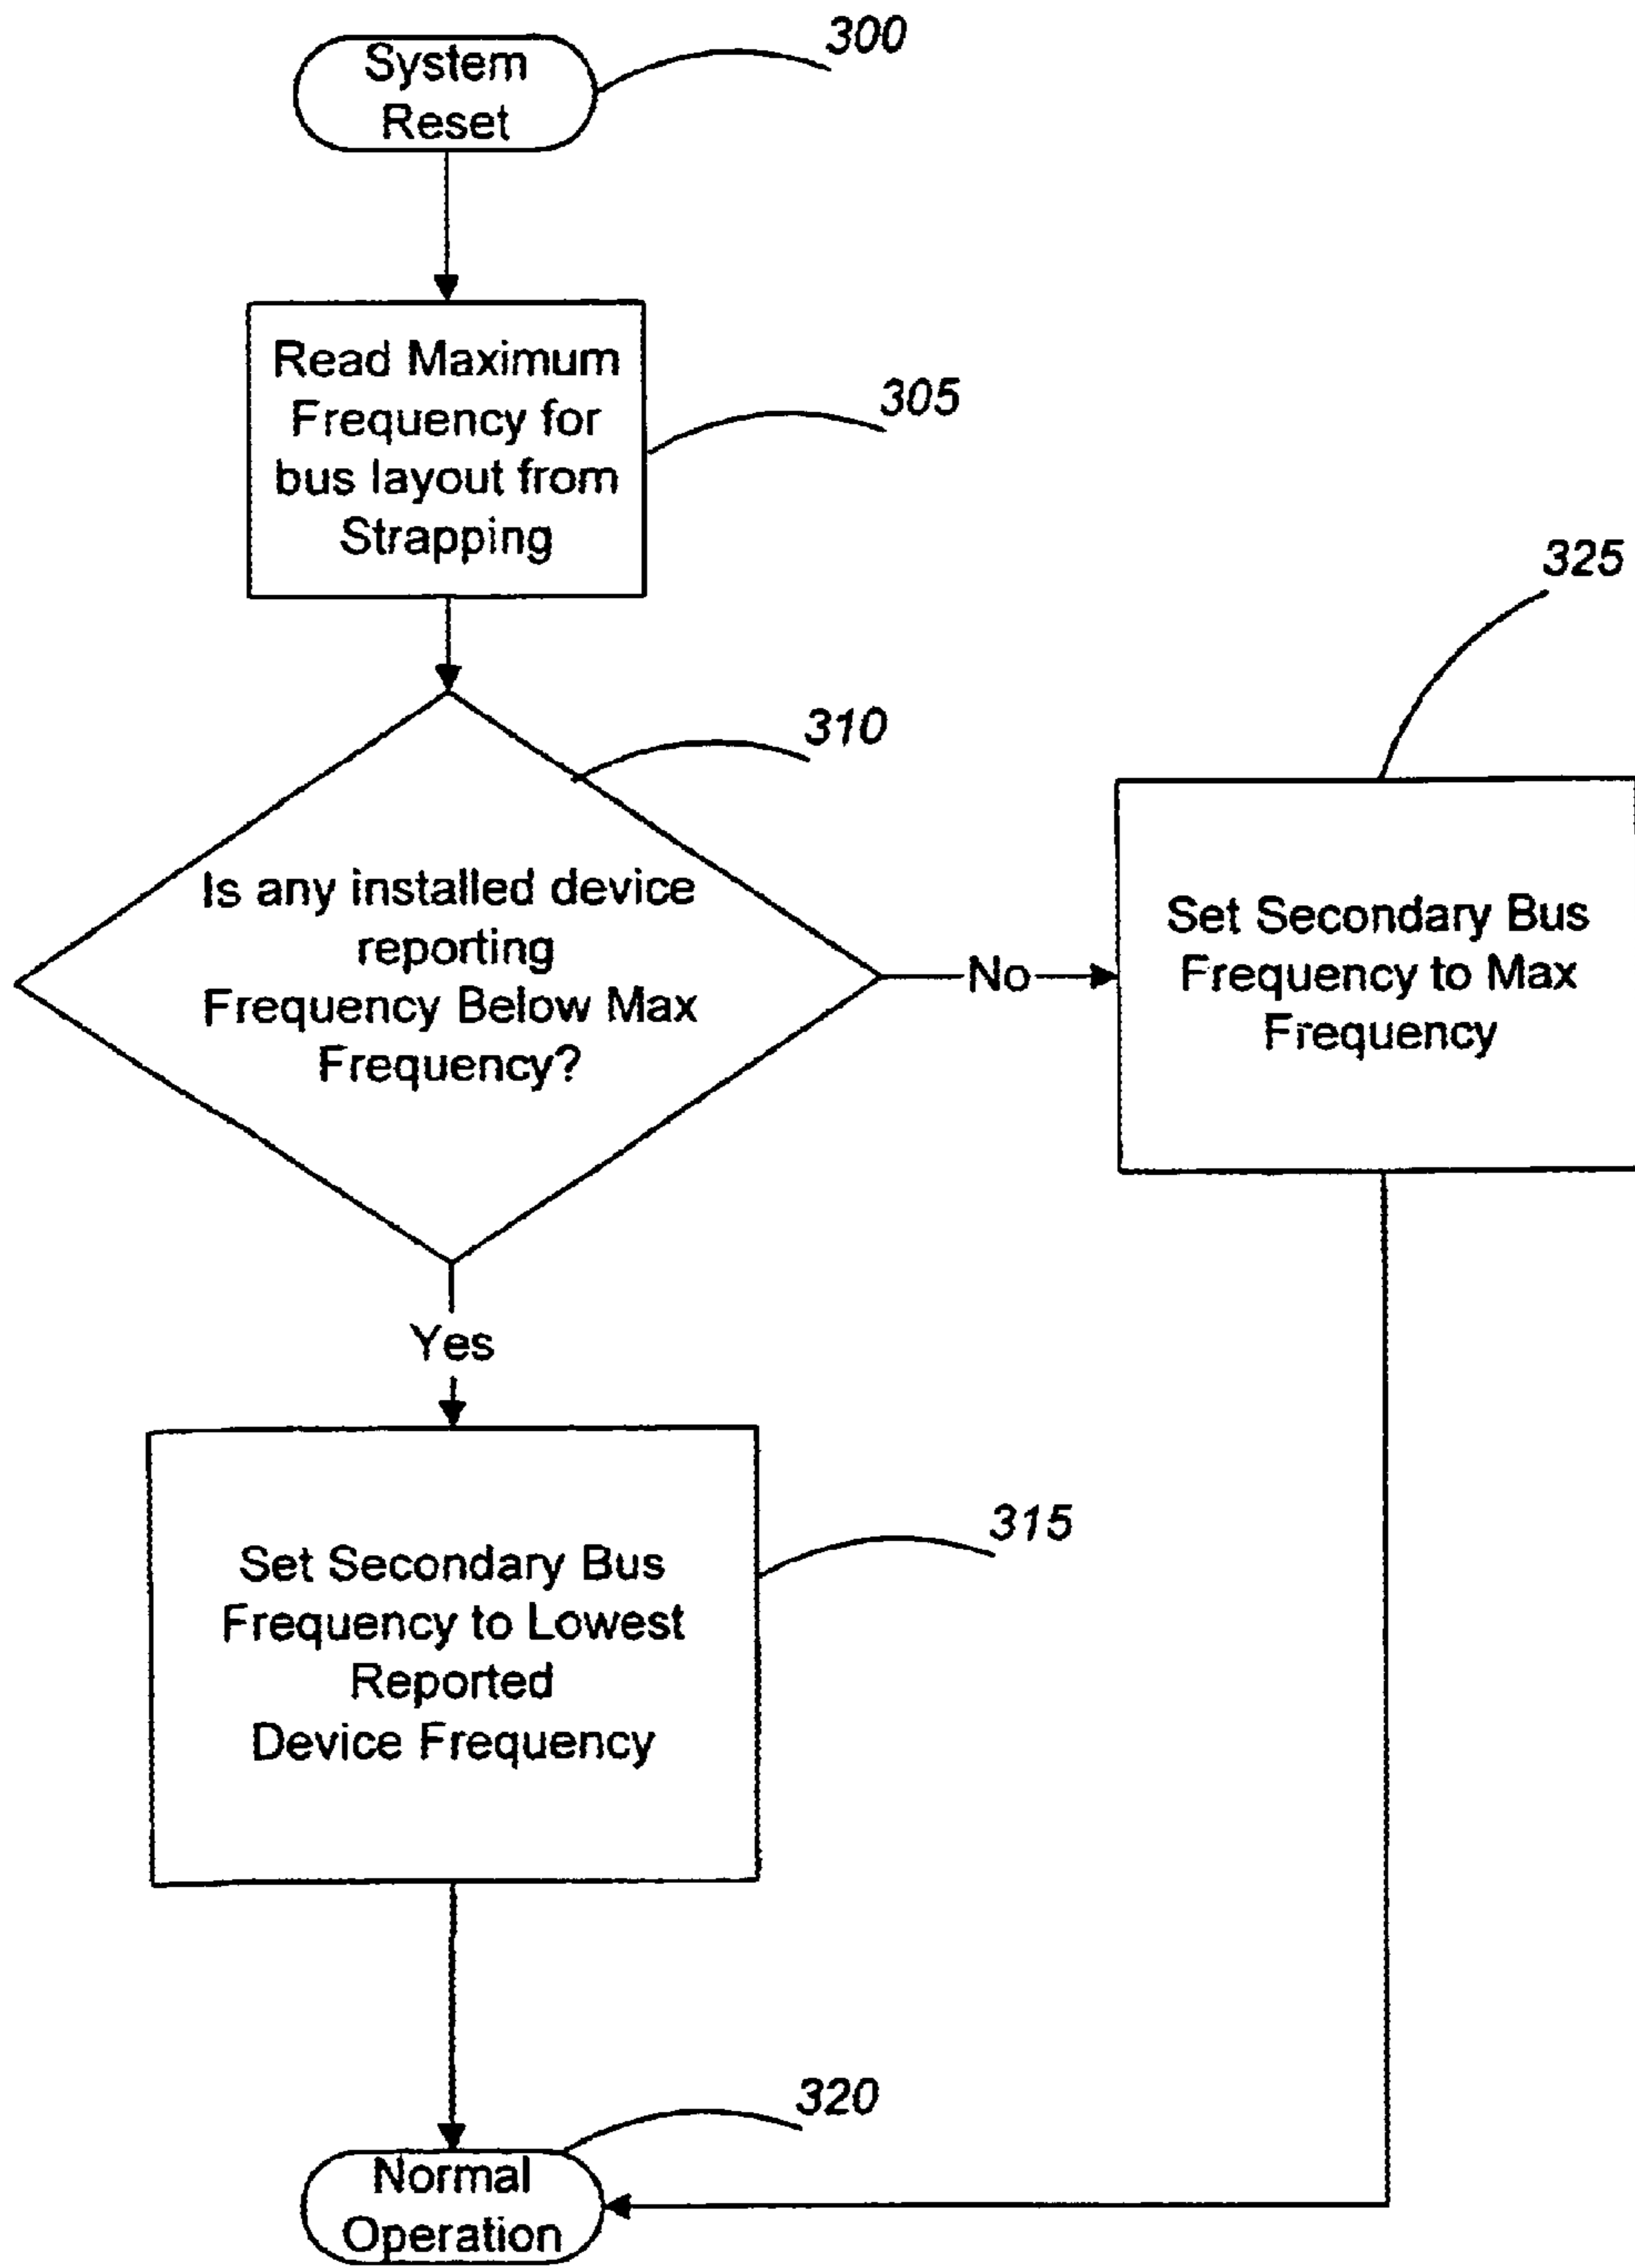 300
System
Reset
305
Read Maximum
Frequency for
bus layout from
Strapping
310
Is any installed device
reporting
Frequency Below Max
Frequency?
No
325
Set Secondary Bus
Frequency to Max
Frequency
Yes
315
Set Secondary Bus
Frequency to Lowest
Reported
Device Frequency
320
Normal
Operation